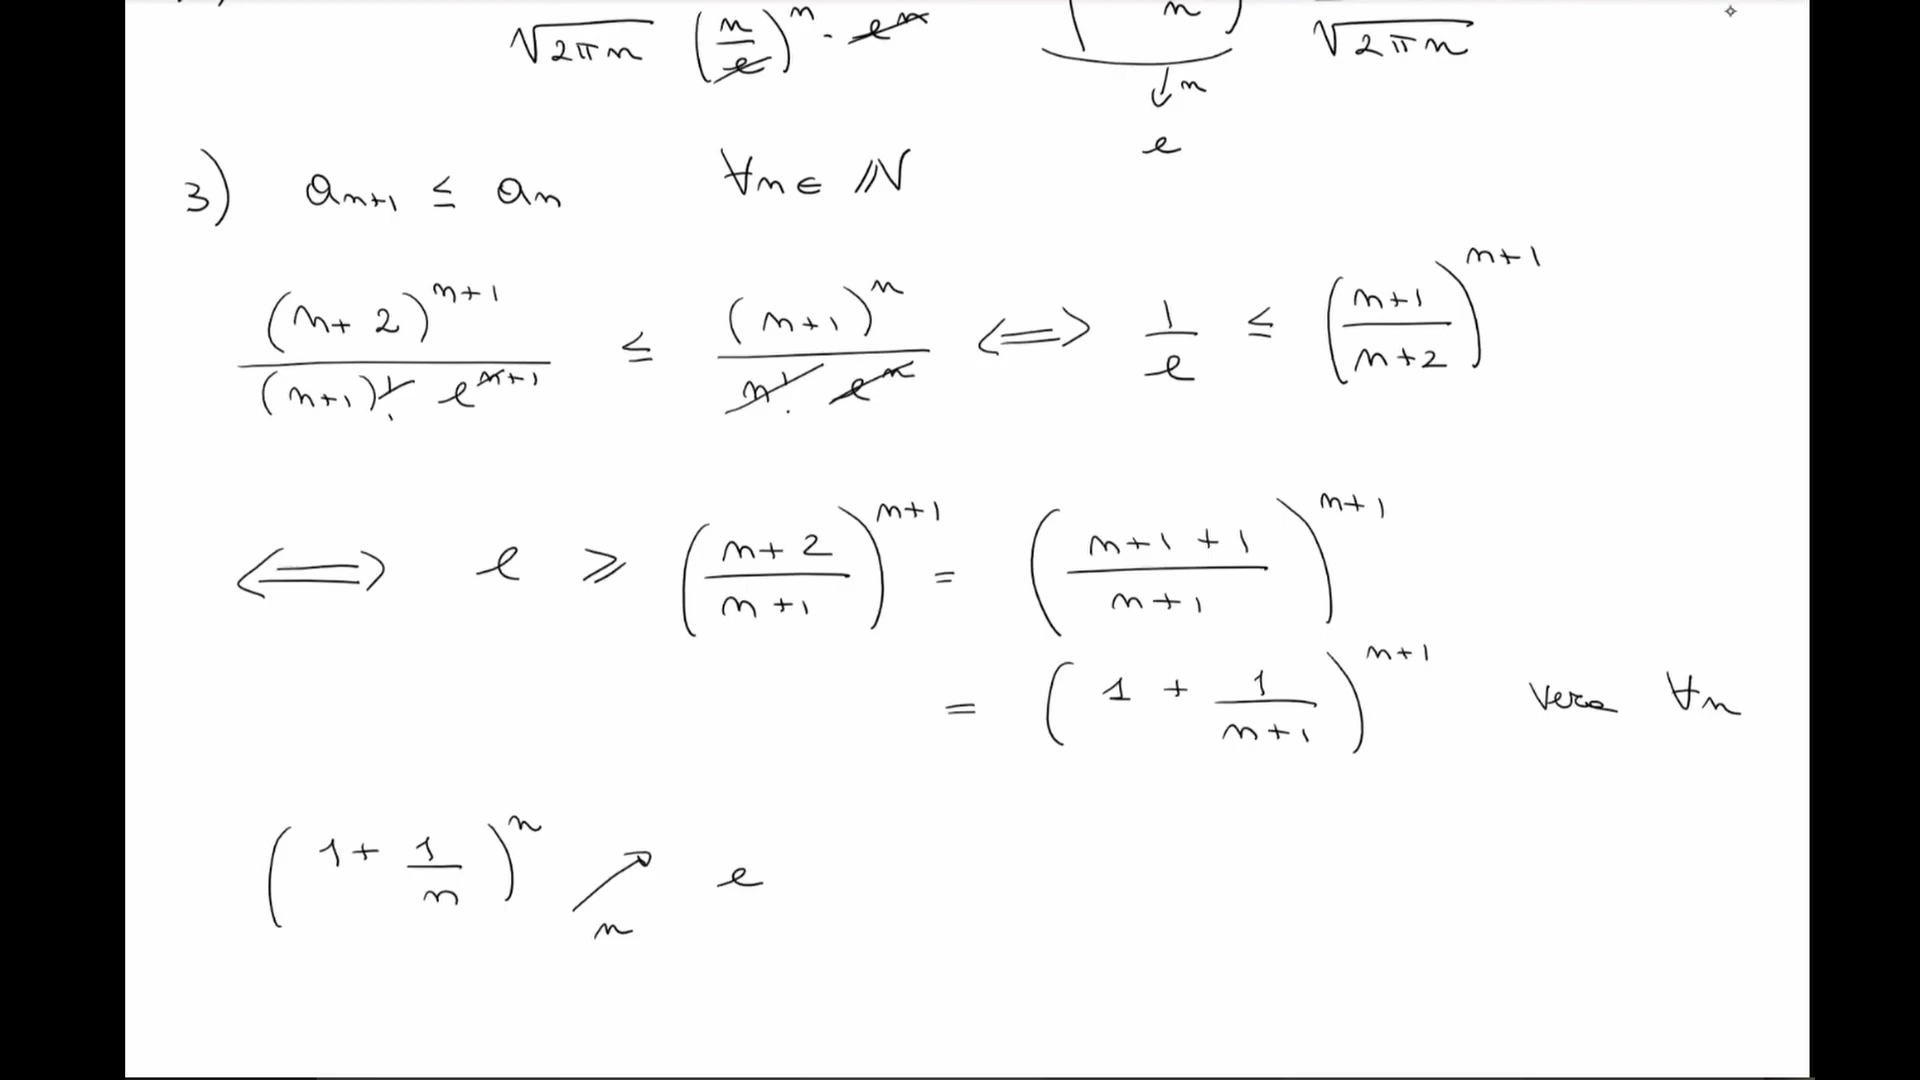 √2πn (n/e)^n · e^n n √2πn
↓n
e
3) a_{n+1} ≤ a_n ∀n ∈ ℕ
(n+2)^{n+1} / (n+1)! e^{n+1} ≤ (n+1)^n / n! e^n ⟺ 1/e ≤ ((n+1)/(n+2))^{n+1}
⟺ e ≥ ((n+2)/(n+1))^{n+1} = ((n+1+1)/(n+1))^{n+1}
= (1 + 1/(n+1))^{n+1} vera ∀n
(1 + 1/n)^n ↗_n e